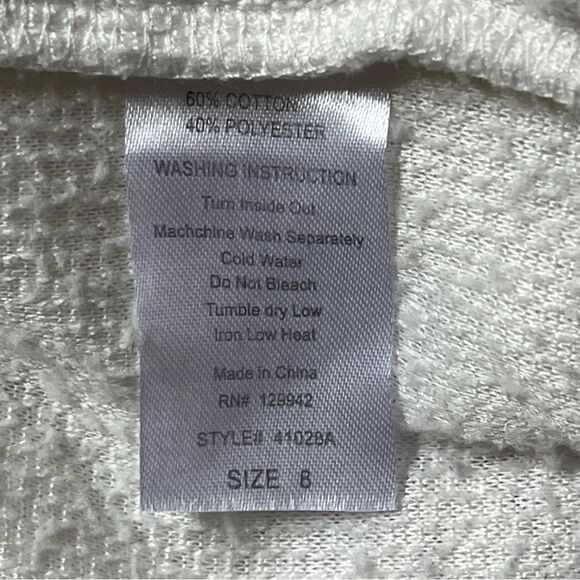 60% COTTON
40% POLYESTER
WASHING INSTRUCTION
Turn Inside Out
Machchine Wash Separately
Cold Water
Do Not Bleach
Tumble dry Low
Iron Low Heat
Made in China
RN# 129942
STYLE# 41028A
SIZE 8